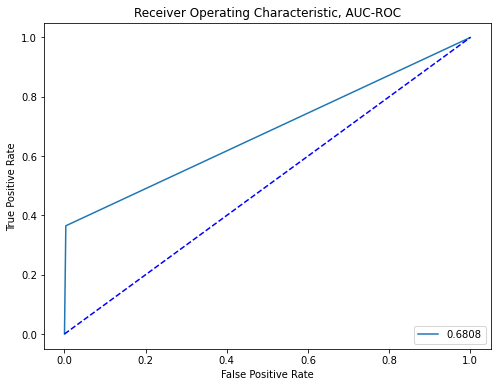 Receiver Operating Characteristic, AUC-ROC
1.0
0.8
0.6
0.4
0.2
0.0
True Positive Rate
0.0 0.2 0.4 0.6 0.8 1.0
False Positive Rate
0.6808